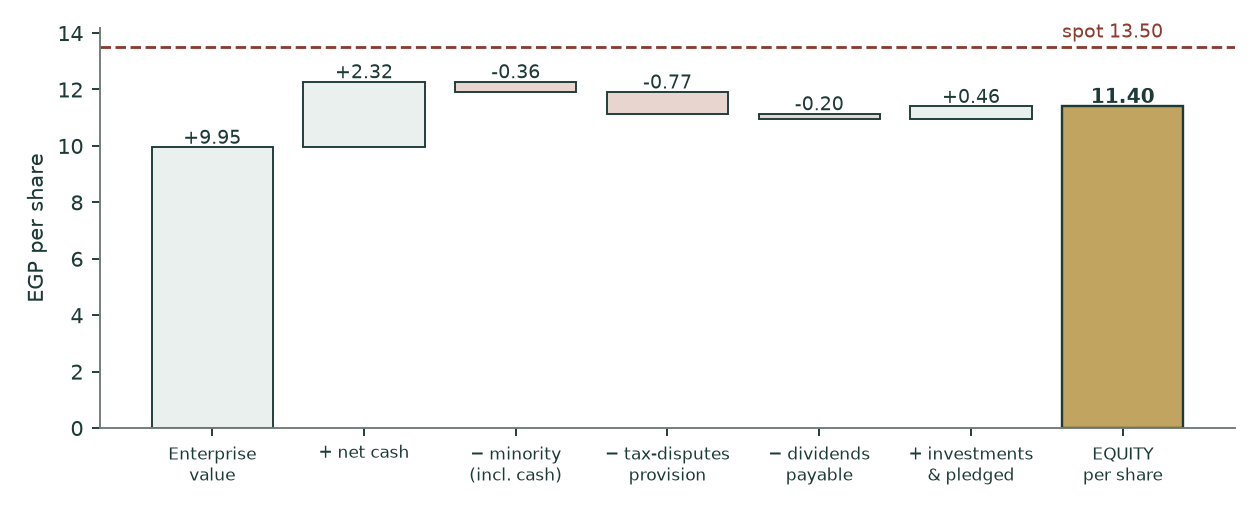 spot 13.50
EGP per share
14
12
10
8
6
4
2
0
+9.95
+2.32
-0.36
-0.77
-0.20
+0.46
11.40
Enterprise
value
+ net cash
− minority
(incl. cash)
− tax-disputes
provision
− dividends
payable
+ investments
& pledged
EQUITY
per share